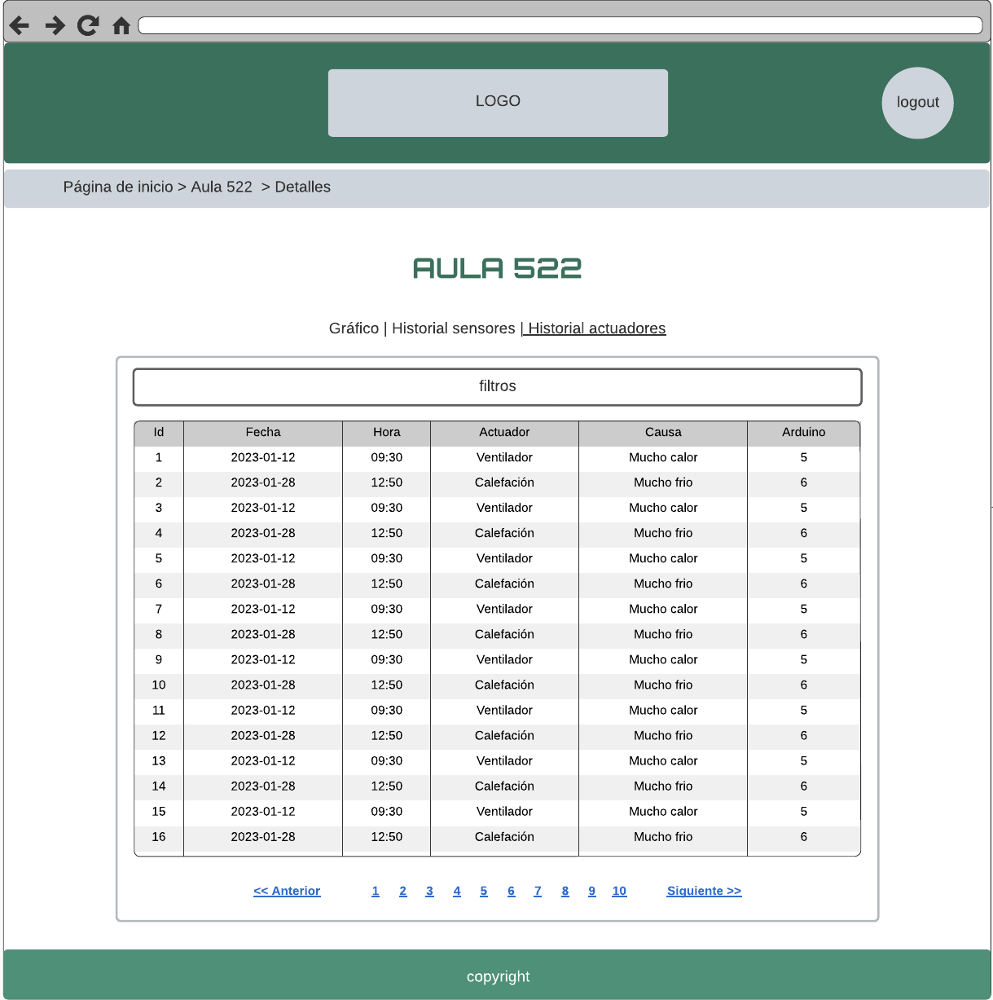 LOGO
logout
Página de inicio > Aula 522 > Detalles
AULA 522
Gráfico | Historial sensores | Historial actuadores
filtros
Id Fecha Hora Actuador Causa Arduino
1 2023-01-12 09:30 Ventilador Mucho calor 5
2 2023-01-28 12:50 Calefación Mucho frio 6
3 2023-01-12 09:30 Ventilador Mucho calor 5
4 2023-01-28 12:50 Calefación Mucho frio 6
5 2023-01-12 09:30 Ventilador Mucho calor 5
6 2023-01-28 12:50 Calefación Mucho frio 6
7 2023-01-12 09:30 Ventilador Mucho calor 5
8 2023-01-28 12:50 Calefación Mucho frio 6
9 2023-01-12 09:30 Ventilador Mucho calor 5
10 2023-01-28 12:50 Calefación Mucho frio 6
11 2023-01-12 09:30 Ventilador Mucho calor 5
12 2023-01-28 12:50 Calefación Mucho frio 6
13 2023-01-12 09:30 Ventilador Mucho calor 5
14 2023-01-28 12:50 Calefación Mucho frio 6
15 2023-01-12 09:30 Ventilador Mucho calor 5
16 2023-01-28 12:50 Calefación Mucho frio 6
<< Anterior 1 2 3 4 5 6 7 8 9 10 Siguiente >>
copyright